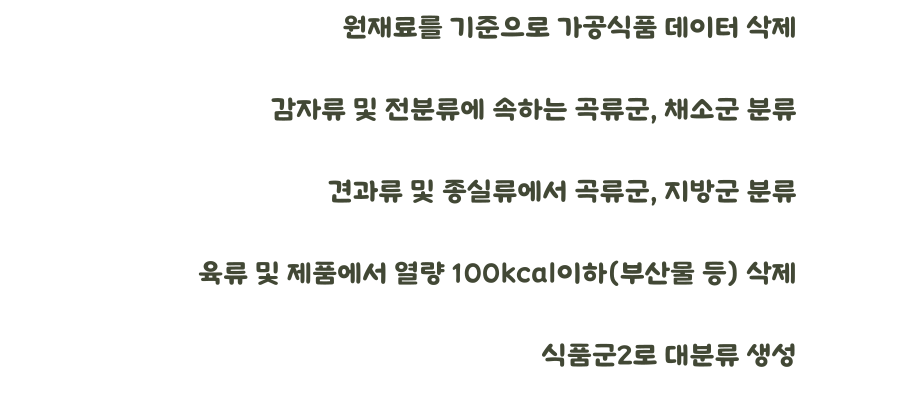 원재료를 기준으로 가공식품 데이터 삭제
감자류 및 전분류에 속하는 곡류군, 채소군 분류
견과류 및 종실류에서 곡류군, 지방군 분류
육류 및 제품에서 열량 100kcal이하(부산물 등) 삭제
식품군2로 대분류 생성